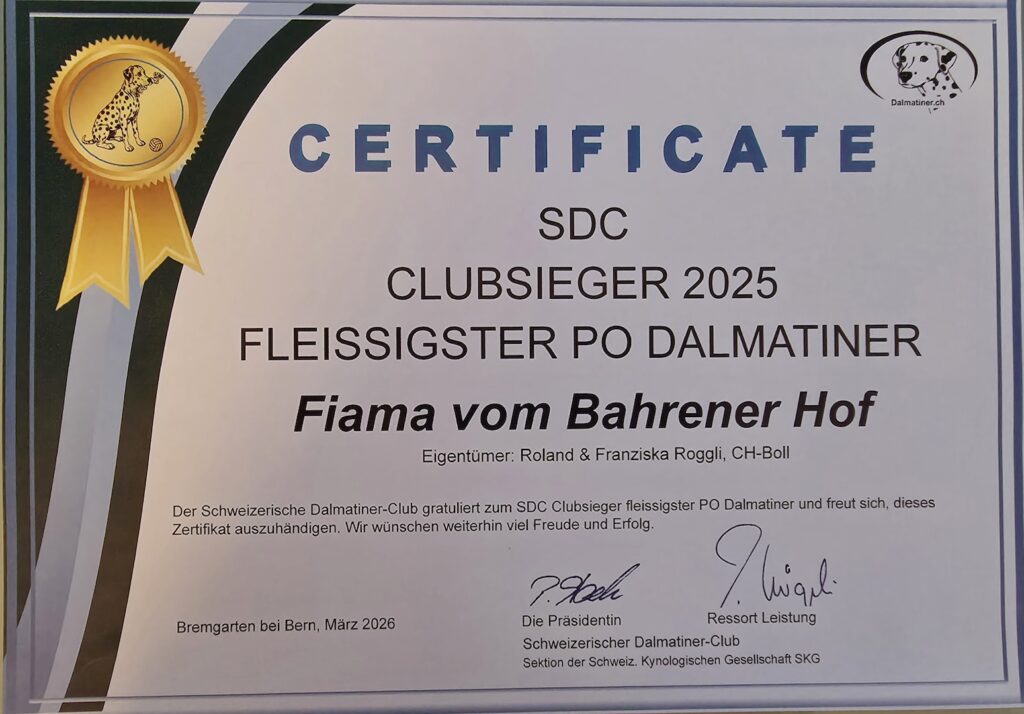 Dalmatiner.ch
CERTIFICATE
SDC
CLUBSIEGER 2025
FLEISSIGSTER PO DALMATINER
Fiama vom Bahrener Hof
Eigentümer: Roland & Franziska Roggli, CH-Boll
Der Schweizerische Dalmatiner-Club gratuliert zum SDC Clubsieger fleissigster PO Dalmatiner und freut sich, dieses
Zertifikat auszuhändigen. Wir wünschen weiterhin viel Freude und Erfolg.
Bremgarten bei Bern, März 2026
Die Präsidentin
Ressort Leistung
Schweizerischer Dalmatiner-Club
Sektion der Schweiz. Kynologischen Gesellschaft SKG